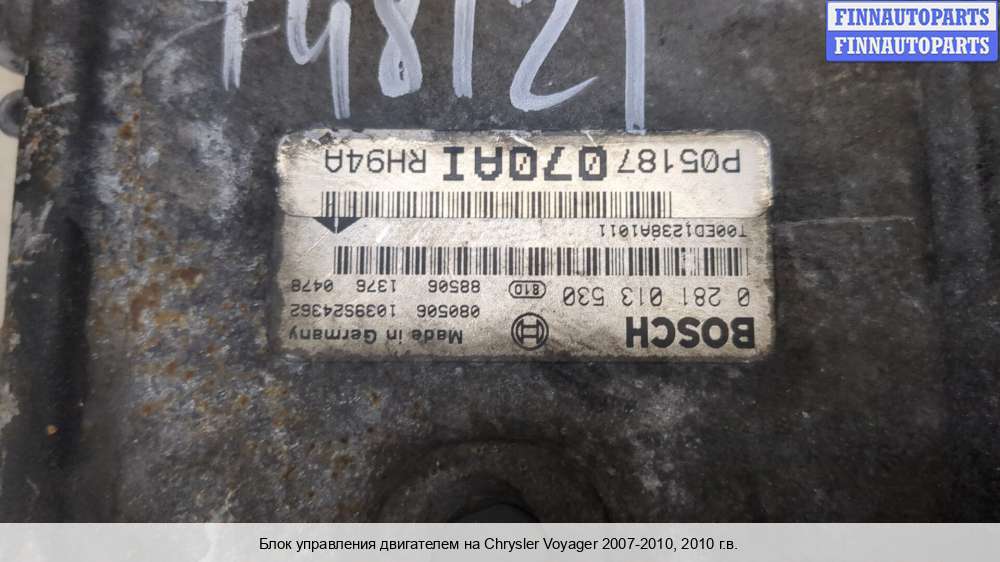 FINNAUTOPARTS
FINNAUTOPARTS
BOSCH Made in Germany
080506 1039S24362
0 281 013 530 810 88506 1376 0478
T00ED1238A1011
P05187070AI RH94A
Блок управления двигателем на Chrysler Voyager 2007-2010, 2010 г.в.